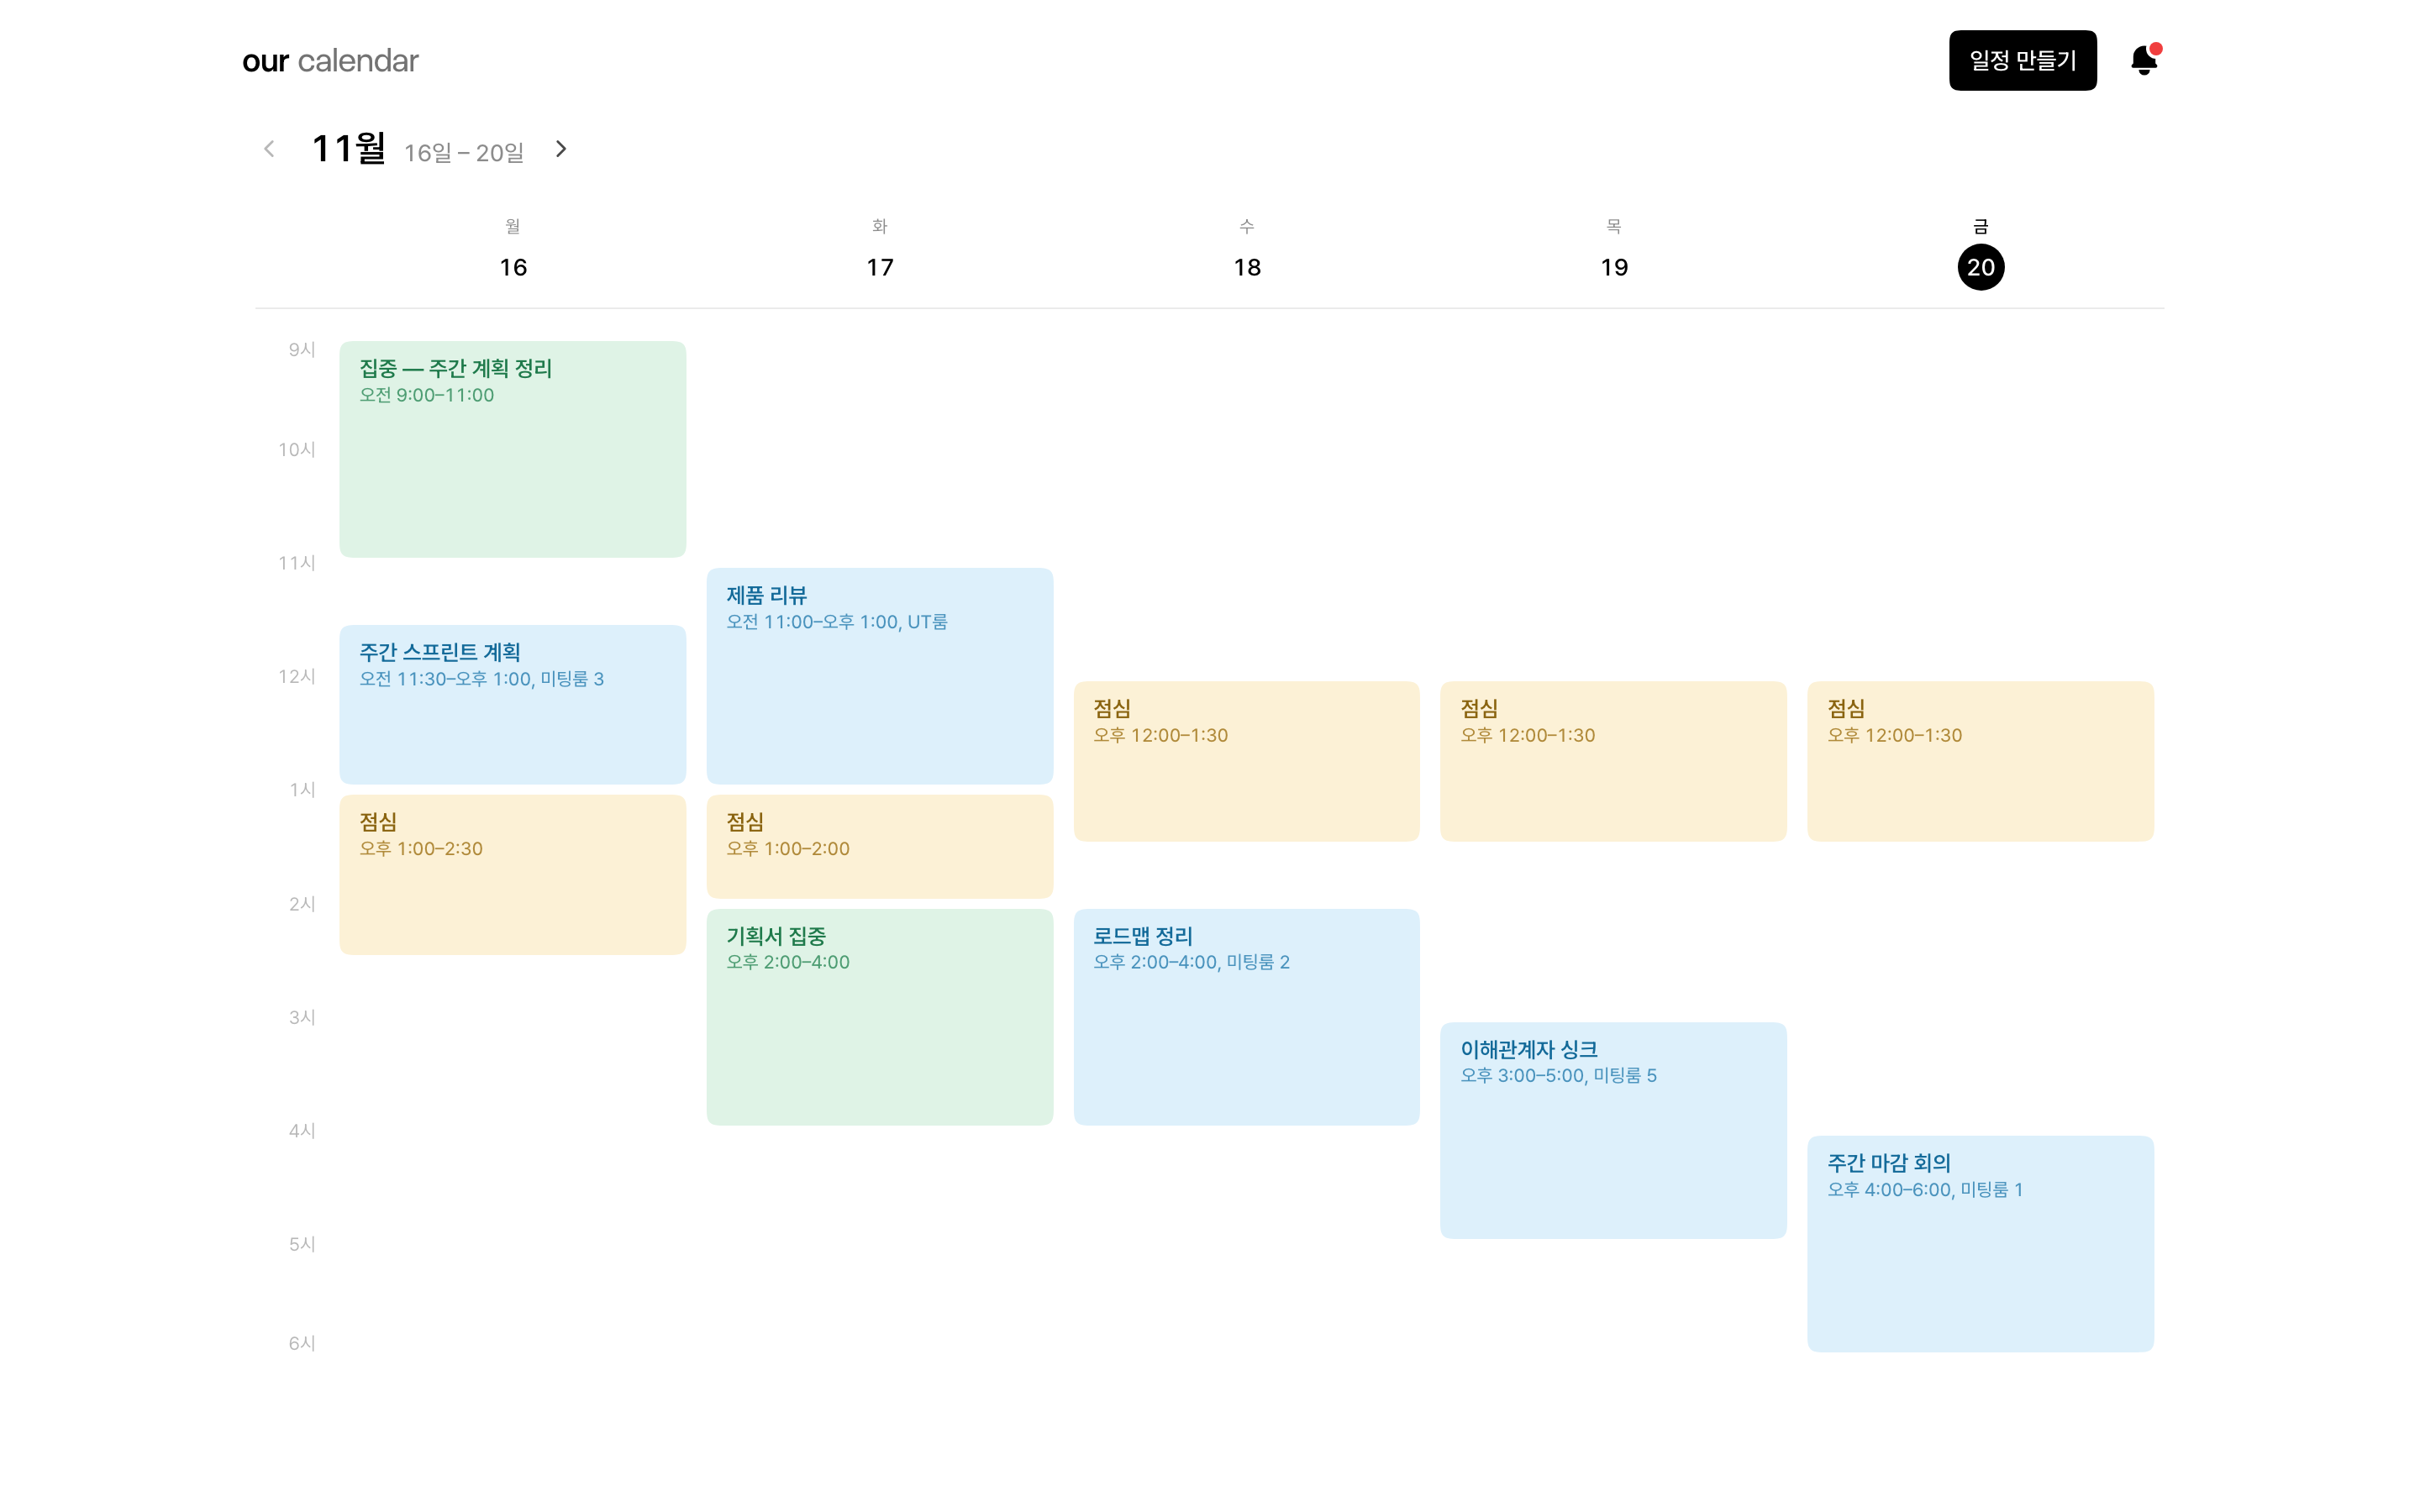 our calendar
일정 만들기
11월 16일 – 20일
월 화 수 목 금
16 17 18 19 20
9시
집중 — 주간 계획 정리
오전 9:00–11:00
10시
11시
제품 리뷰
오전 11:00–오후 1:00, UT룸
주간 스프린트 계획
오전 11:30–오후 1:00, 미팅룸 3
12시
점심
오후 12:00–1:30
점심
오후 12:00–1:30
점심
오후 12:00–1:30
1시
점심
오후 1:00–2:30
점심
오후 1:00–2:00
2시
기획서 집중
오후 2:00–4:00
로드맵 정리
오후 2:00–4:00, 미팅룸 2
3시
이해관계자 싱크
오후 3:00–5:00, 미팅룸 5
4시
주간 마감 회의
오후 4:00–6:00, 미팅룸 1
5시
6시